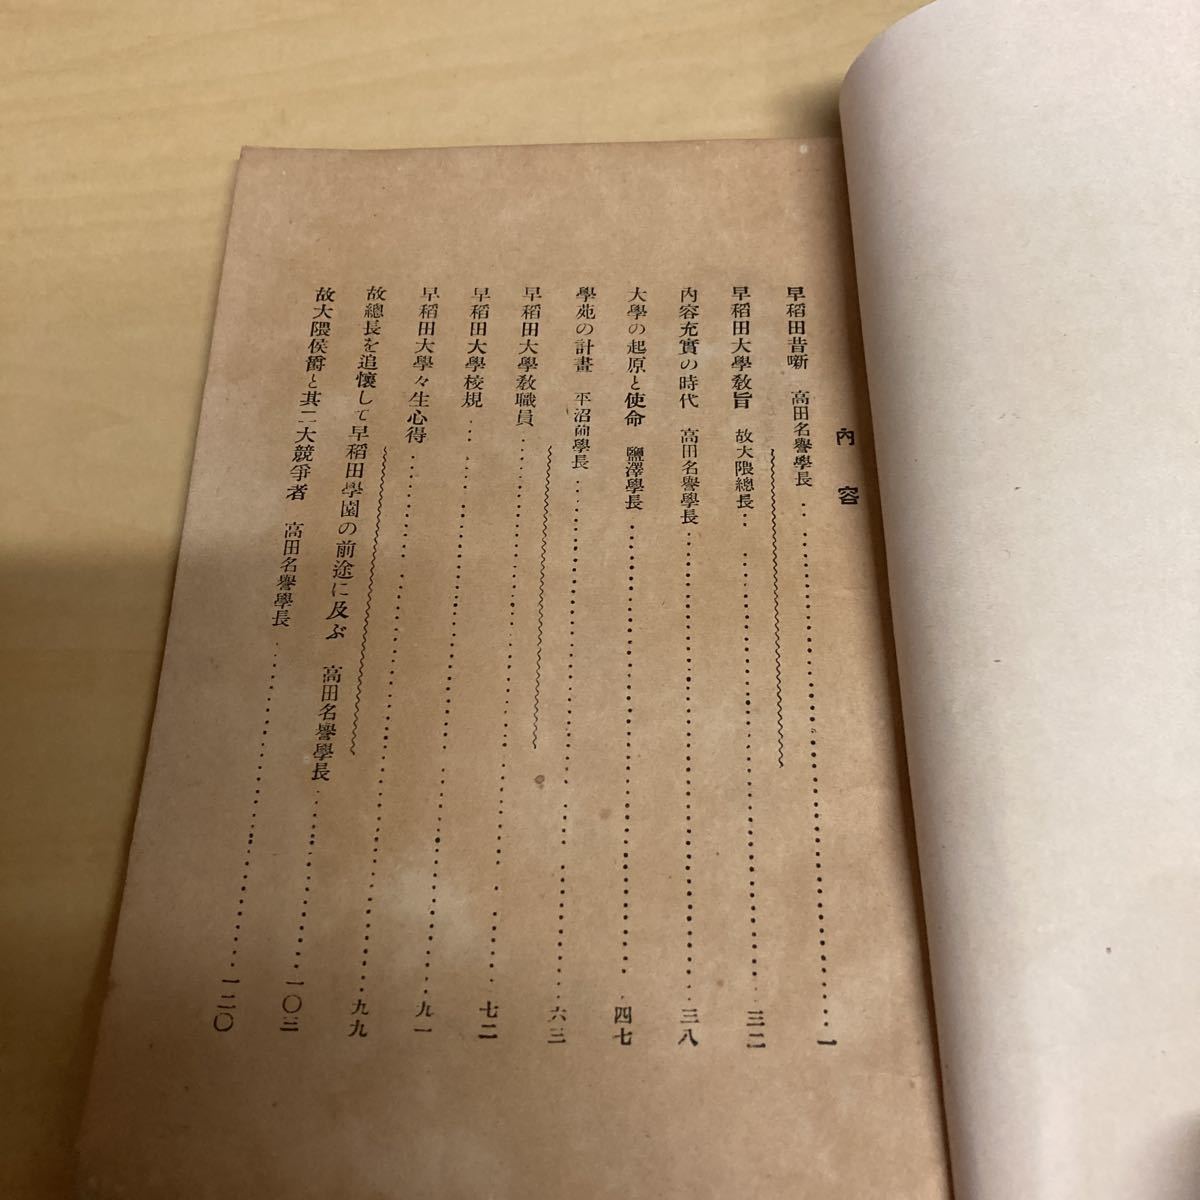 內容
早稻田昔噺 高田名譽學長……一
早稻田大學敎旨 故大隈總長……三二
內容充實の時代 高田名譽學長……三八
大學の起原と使命 鹽澤學長……四七
學苑の計畫 平沼前學長……六三
早稻田大學敎職員……七二
早稻田大學校規……九一
早稻田大學々生心得……九九
故總長を追懷して早稻田學園の前途に及ぶ 高田名譽學長……一〇三
故大隈侯爵と其二大競爭者 高田名譽學長……一二〇